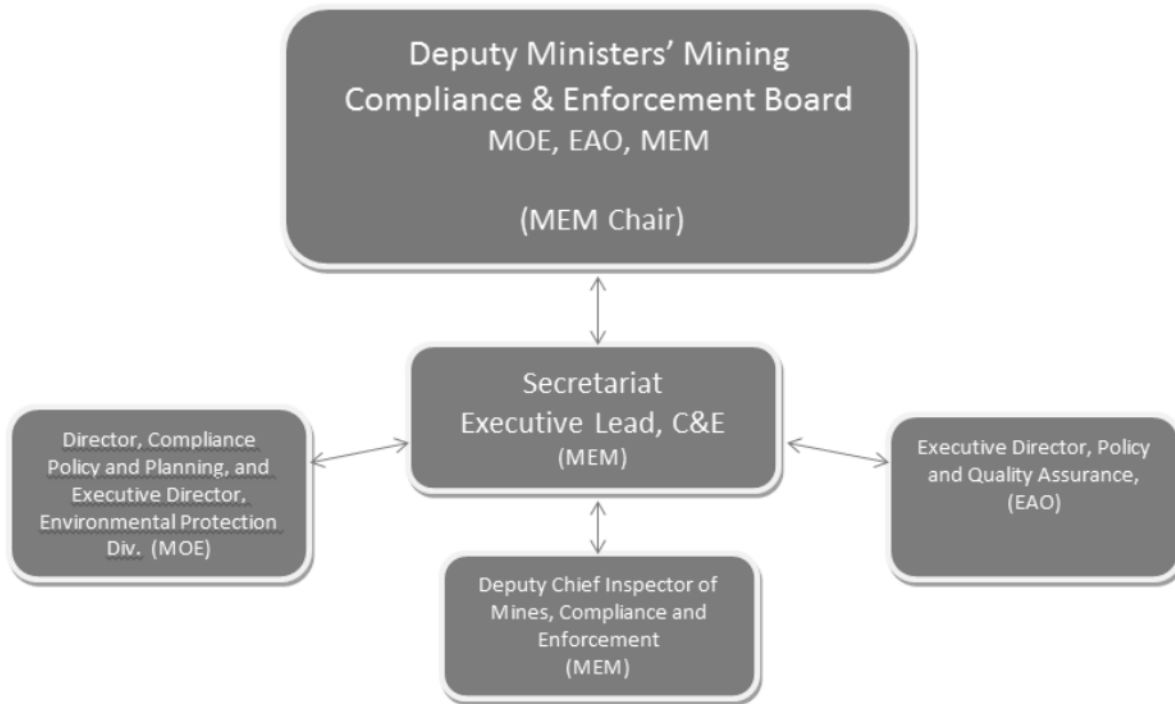 Deputy Ministers’ Mining
Compliance & Enforcement Board
MOE, EAO, MEM
(MEM Chair)
Secretariat
Executive Lead, C&E
(MEM)
Director, Compliance
Policy and Planning, and
Executive Director,
Environmental Protection
Div. (MOE)
Executive Director, Policy
and Quality Assurance,
(EAO)
Deputy Chief Inspector of
Mines, Compliance and
Enforcement
(MEM)